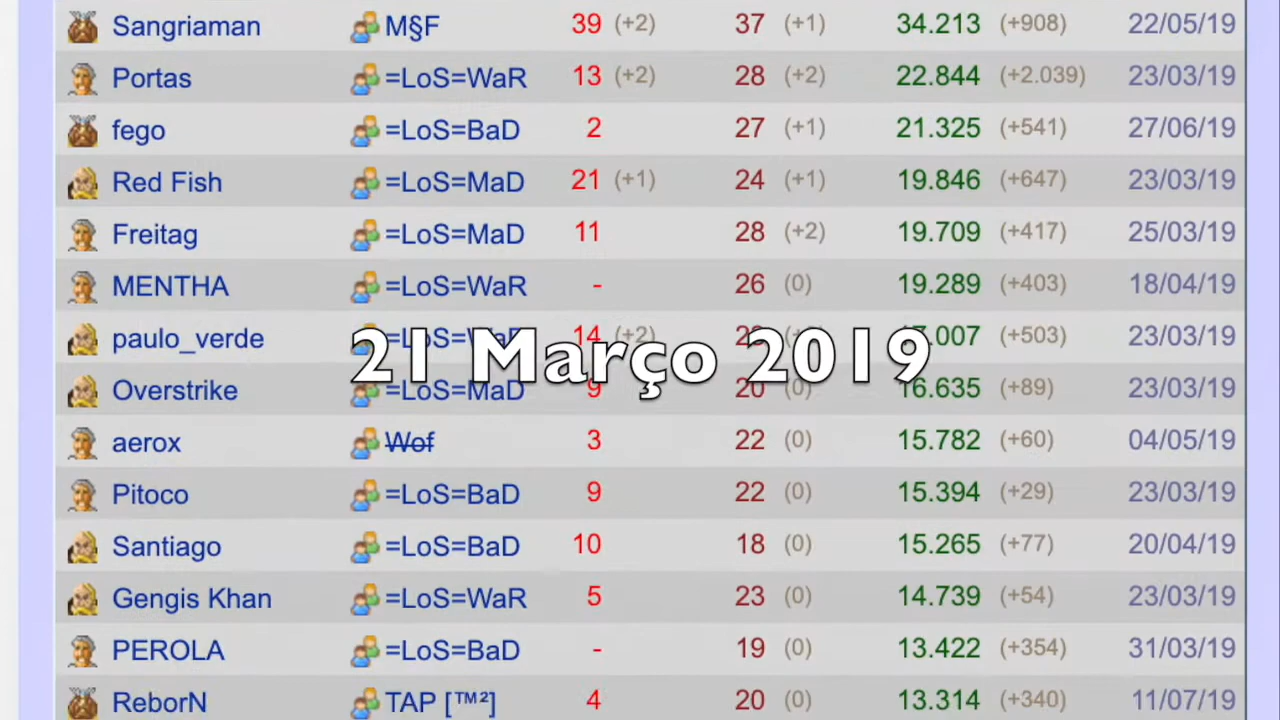 Sangriaman M§F 39 (+2) 37 (+1) 34.213 (+908) 22/05/19
Portas =LoS=WaR 13 (+2) 28 (+2) 22.844 (+2.039) 23/03/19
fego =LoS=BaD 2 27 (+1) 21.325 (+541) 27/06/19
Red Fish =LoS=MaD 21 (+1) 24 (+1) 19.846 (+647) 23/03/19
Freitag =LoS=MaD 11 28 (+2) 19.709 (+417) 25/03/19
MENTHA =LoS=WaR - 26 (0) 19.289 (+403) 18/04/19
paulo_verde 14 (+2) (+503) 23/03/19
21 Março 2019
Overstrike =LoS=MaD 9 20 (0) 16.635 (+89) 23/03/19
aerox Wof 3 22 (0) 15.782 (+60) 04/05/19
Pitoco =LoS=BaD 9 22 (0) 15.394 (+29) 23/03/19
Santiago =LoS=BaD 10 18 (0) 15.265 (+77) 20/04/19
Gengis Khan =LoS=WaR 5 23 (0) 14.739 (+54) 23/03/19
PEROLA =LoS=BaD - 19 (0) 13.422 (+354) 31/03/19
ReborN TAP [™²] 4 20 (0) 13.314 (+340) 11/07/19